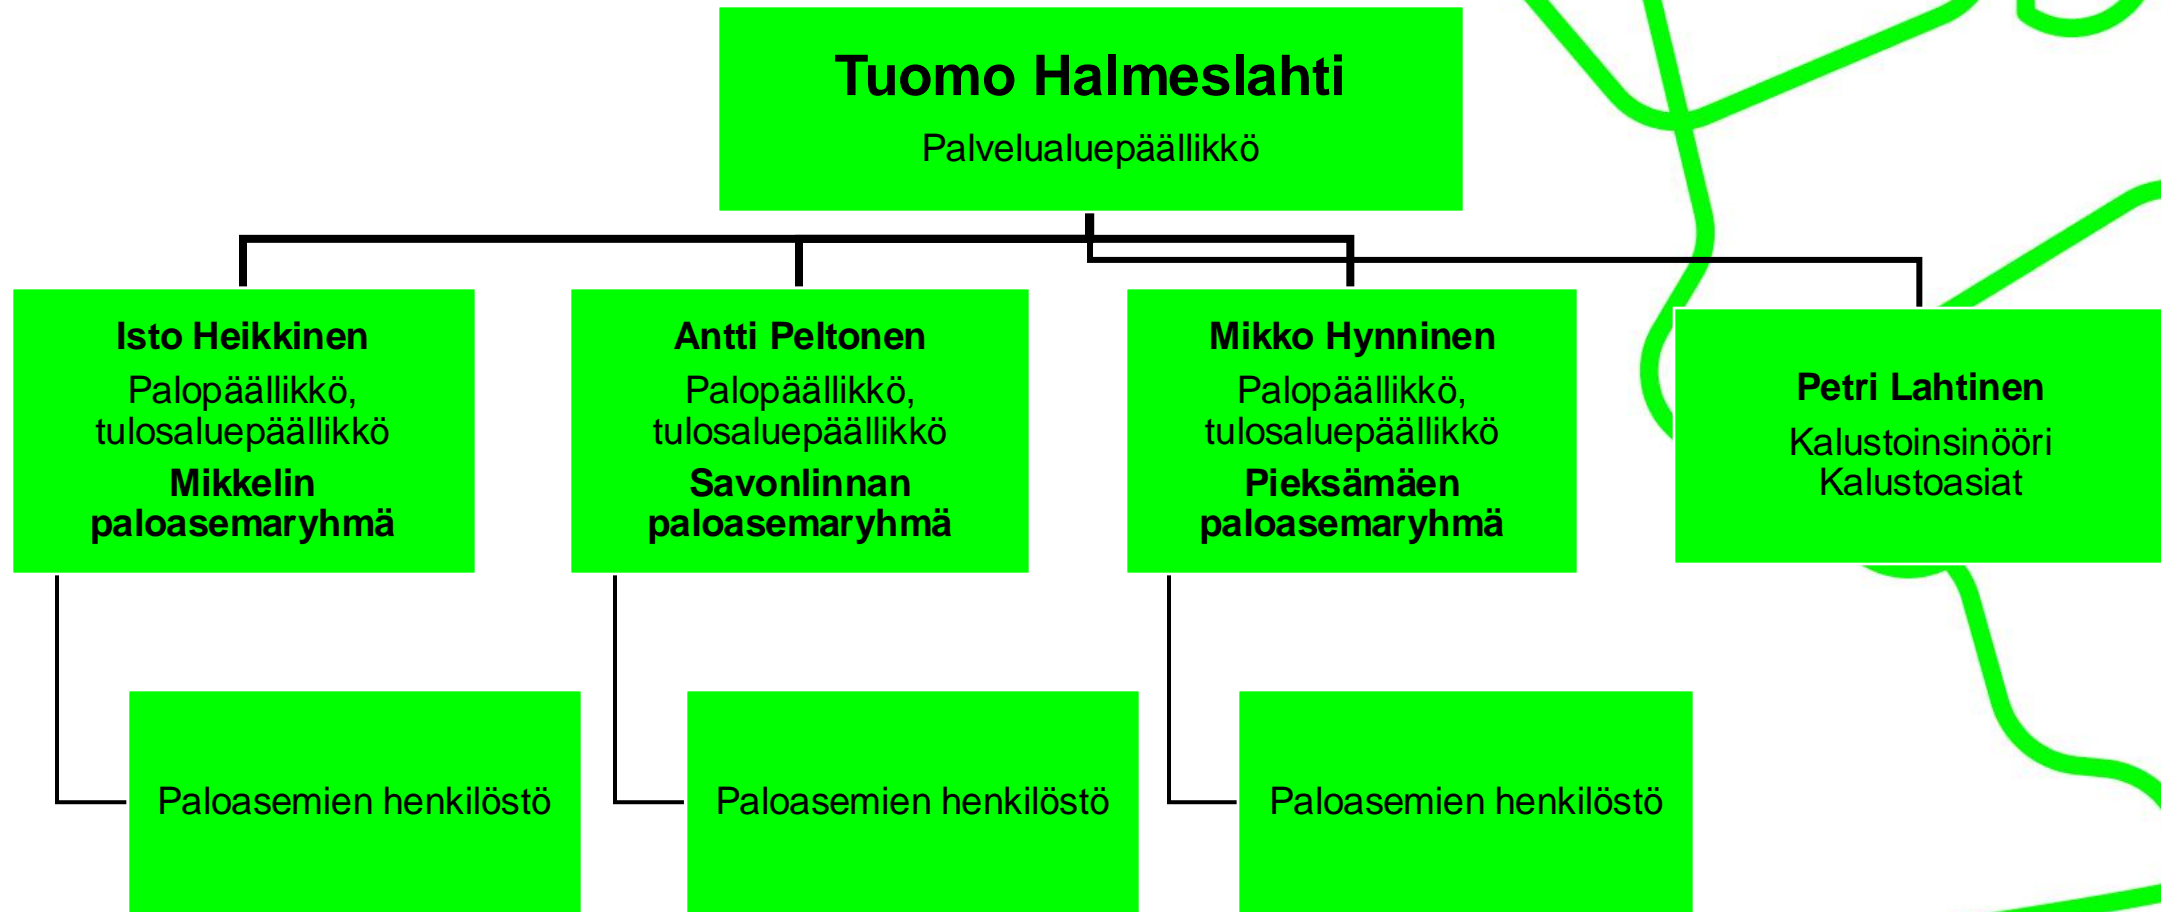 Tuomo Halmeslahti
Palvelualuepäällikkö
Isto Heikkinen
Palopäällikkö,
tulosaluepäällikkö
Mikkelin
paloasemaryhmä
Antti Peltonen
Palopäällikkö,
tulosaluepäällikkö
Savonlinnan
paloasemaryhmä
Mikko Hynninen
Palopäällikkö,
tulosaluepäällikkö
Pieksämäen
paloasemaryhmä
Petri Lahtinen
Kalustoinsinööri
Kalustoasiat
Paloasemien henkilöstö
Paloasemien henkilöstö
Paloasemien henkilöstö